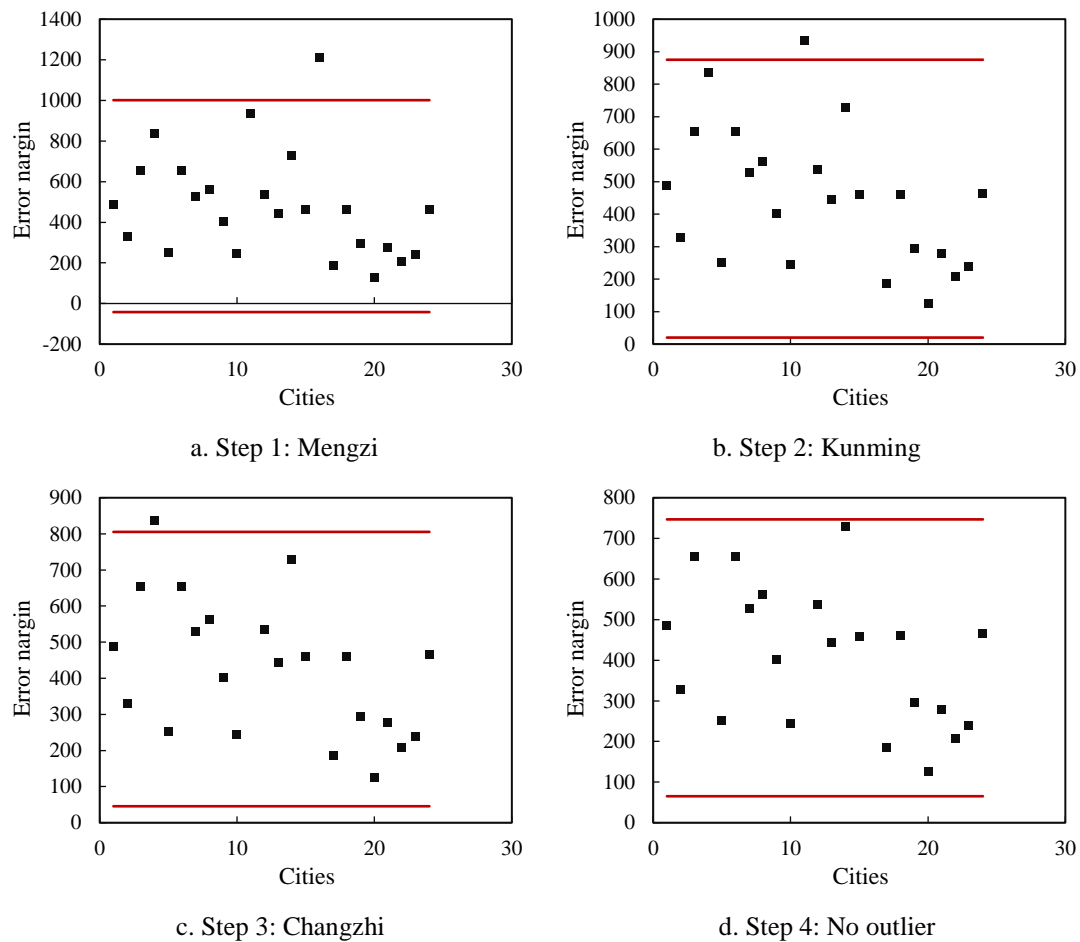 1400
1200
1000
800
600
400
200
0
-200
Error nargin
0 10 20 30
Cities
a. Step 1: Mengzi
1000
900
800
700
600
500
400
300
200
100
0
Error nargin
0 10 20 30
Cities
b. Step 2: Kunming
900
800
700
600
500
400
300
200
100
0
Error nargin
0 10 20 30
Cities
c. Step 3: Changzhi
800
700
600
500
400
300
200
100
0
Error nargin
0 10 20 30
Cities
d. Step 4: No outlier